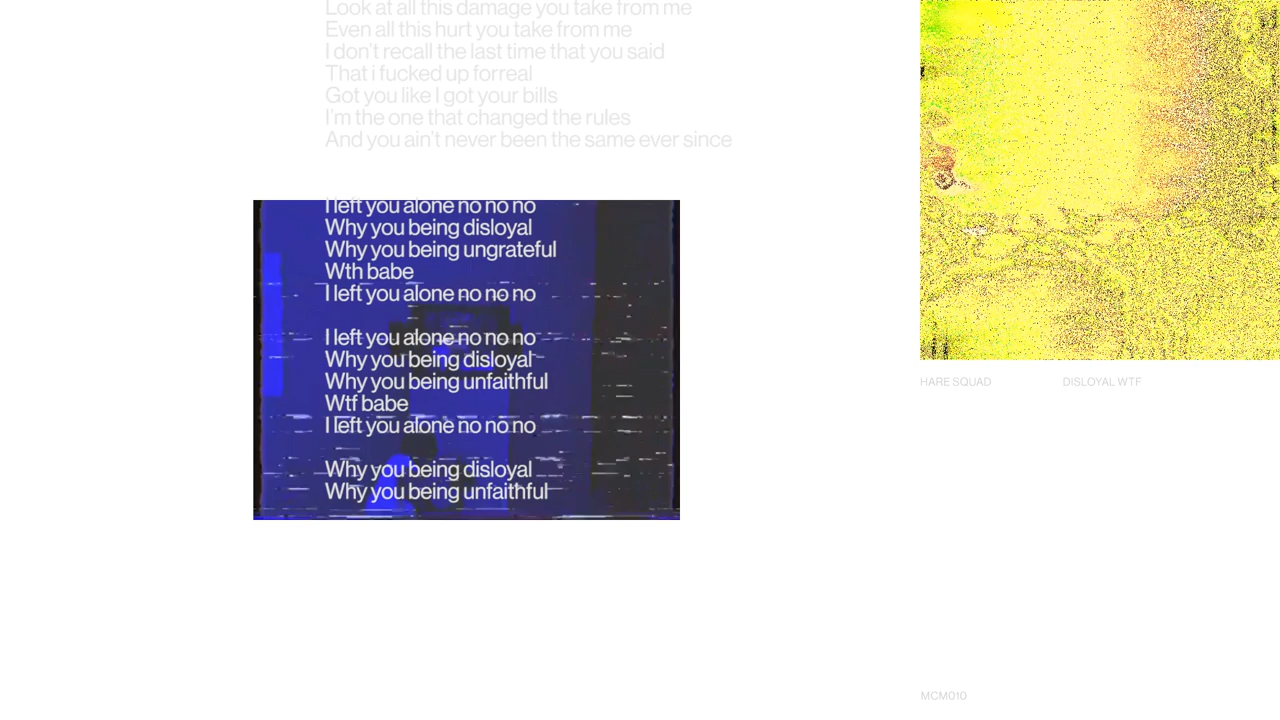 Look at all this damage you take from me
Even all this hurt you take from me
I don't recall the last time that you said
That i fucked up forreal
Got you like I got your bills
I'm the one that changed the rules
And you ain't never been the same ever since
I left you alone no no no
Why you being disloyal
Why you being ungrateful
Wth babe
I left you alone no no no
I left you alone no no no
Why you being disloyal
Why you being unfaithful
Wtf babe
I left you alone no no no
Why you being disloyal
Why you being unfaithful
HARE SQUAD
DISLOYAL WTF
MCM010